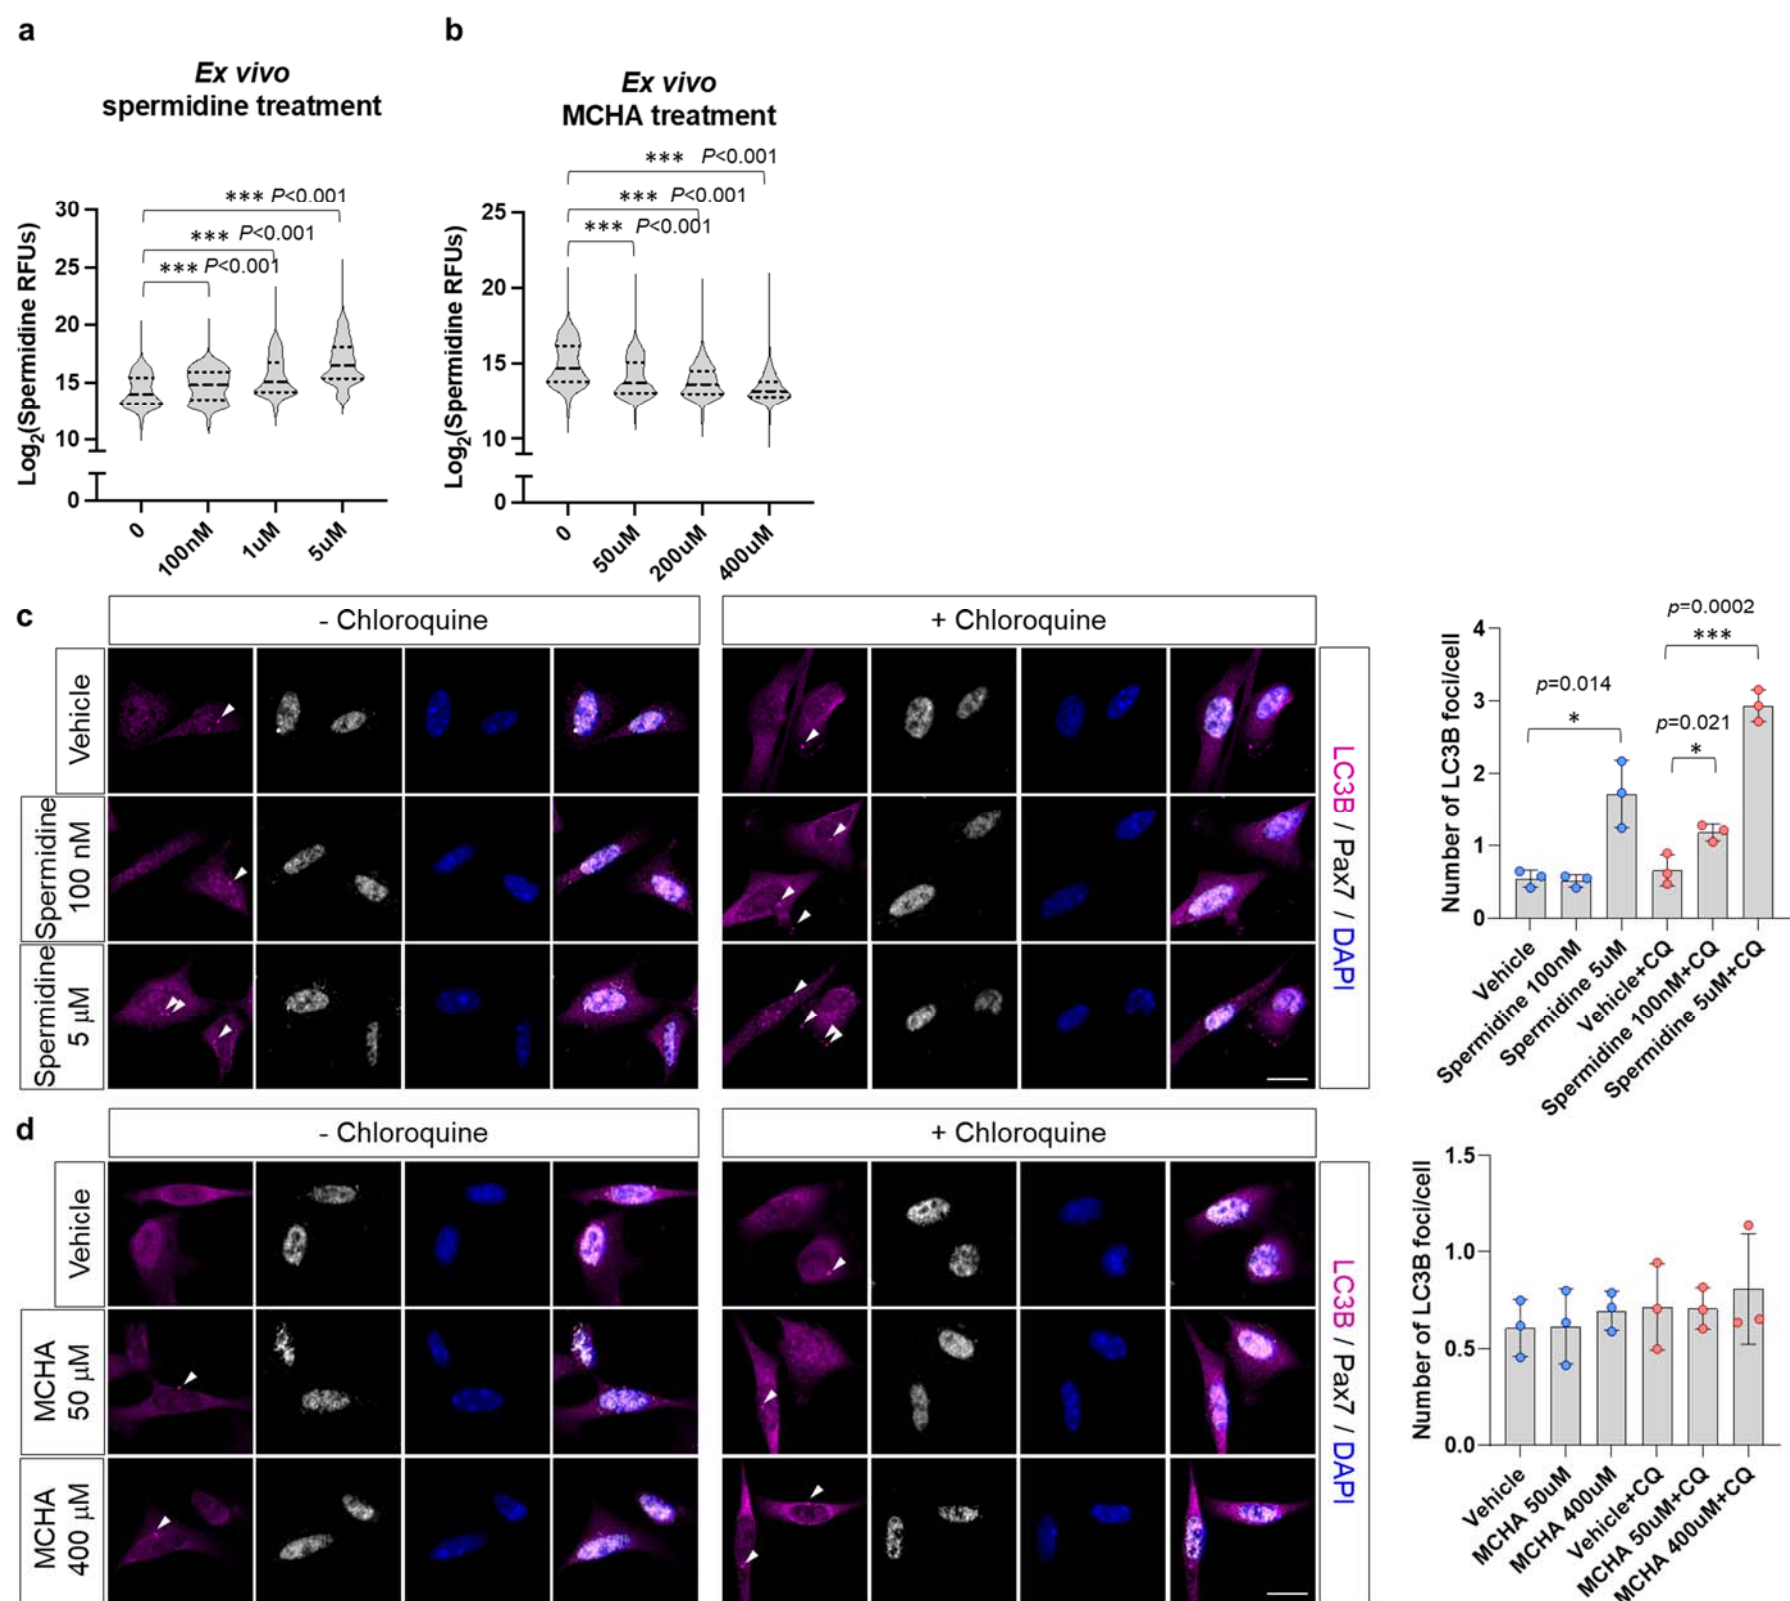 a
Ex vivo
spermidine treatment
*** P<0.001
*** P<0.001
*** P<0.001
Log2(Spermidine RFUs)
30
25
20
15
10
0
0
100nM
1uM
5uM
b
Ex vivo
MCHA treatment
*** P<0.001
*** P<0.001
*** P<0.001
Log2(Spermidine RFUs)
25
20
15
10
0
0
50uM
200uM
400uM
c
- Chloroquine
+ Chloroquine
Vehicle
Spermidine
100 nM
Spermidine
5 μM
LC3B / Pax7 / DAPI
p=0.0002
***
p=0.014
*
p=0.021
*
Number of LC3B foci/cell
4
3
2
1
0
Vehicle
Spermidine 100nM
Spermidine 5uM
Vehicle+CQ
Spermidine 100nM+CQ
Spermidine 5uM+CQ
d
- Chloroquine
+ Chloroquine
Vehicle
MCHA
50 μM
MCHA
400 μM
LC3B / Pax7 / DAPI
Number of LC3B foci/cell
1.5
1.0
0.5
0.0
Vehicle
MCHA 50uM
MCHA 400uM
Vehicle+CQ
MCHA 50uM+CQ
MCHA 400uM+CQ